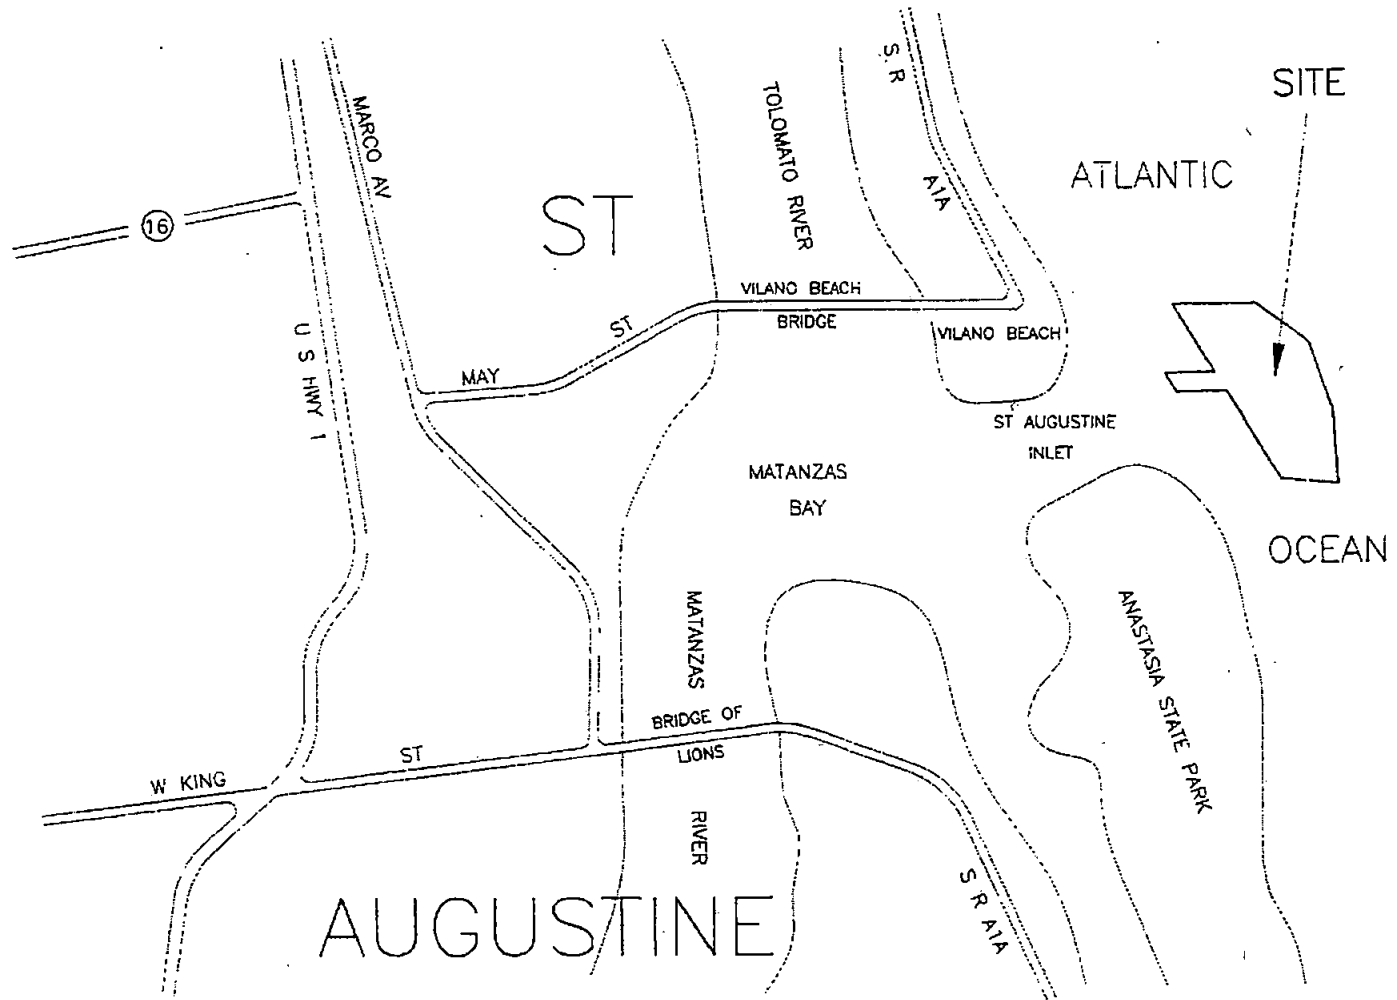 SITE
S R
A1A
ATLANTIC
TOLOMATO RIVER
MARCO AV
ST
16
VILANO BEACH
BRIDGE
VILANO BEACH
ST
MAY
U S HWY 1
ST AUGUSTINE
INLET
MATANZAS
BAY
OCEAN
MATANZAS
RIVER
ANASTASIA STATE PARK
BRIDGE OF
LIONS
ST
W KING
S R A1A
AUGUSTINE